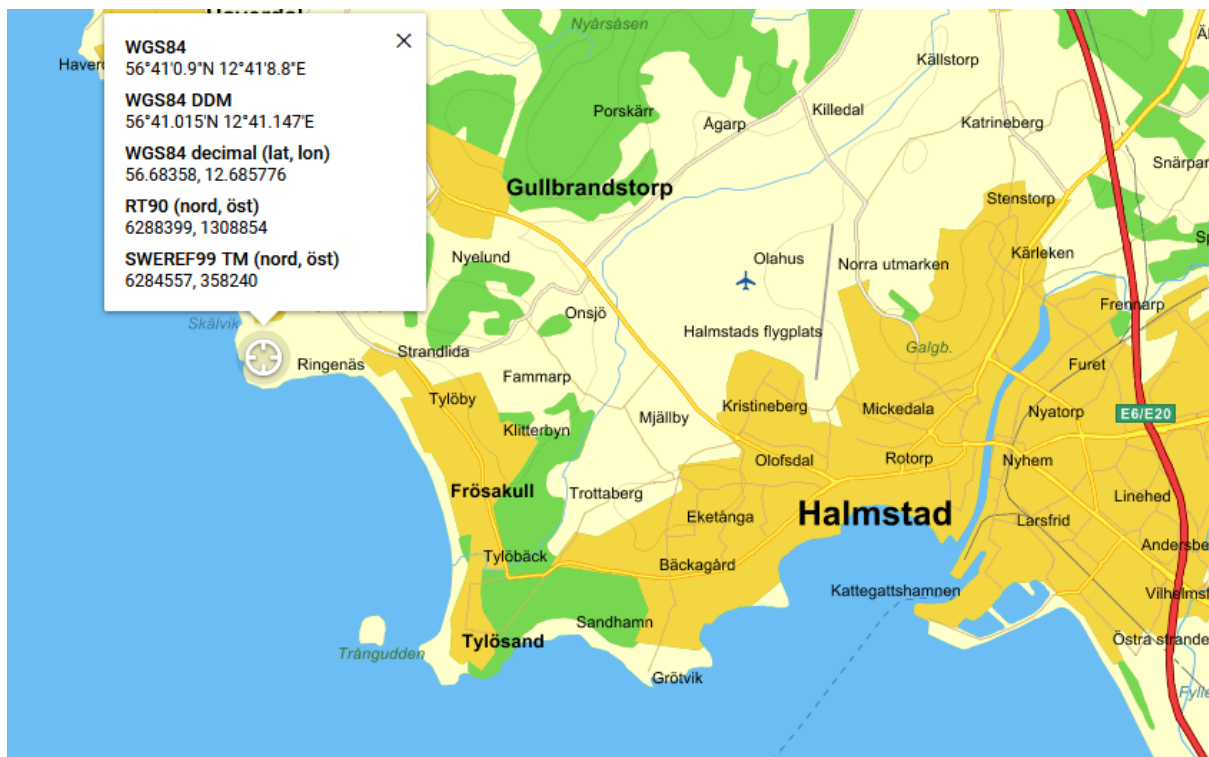 Haverdal
WGS84
56°41'0.9"N 12°41'8.8"E
WGS84 DDM
56°41.015'N 12°41.147'E
WGS84 decimal (lat, lon)
56.68358, 12.685776
RT90 (nord, öst)
6288399, 1308854
SWEREF99 TM (nord, öst)
6284557, 358240
Nyårsåsen
Källstorp
Porskärr
Killedal
Ågarp
Katrineberg
Gullbrandstorp
Stenstorp
Nyelund
Olahus
Norra utmarken
Kärleken
Frennarp
Onsjö
Skälvik
Halmstads flygplats
Galgb.
Strandlida
Ringenäs
Furet
Fammarp
Tylöby
Kristineberg
Mickedala
Nyatorp
E6/E20
Mjällby
Klitterbyn
Olofsdal
Rotorp
Nyhem
Frösakull
Trottaberg
Linehed
Eketånga
Halmstad
Larsfrid
Tylöbäck
Bäckagård
Kattegattshamnen
Sandhamn
Tylösand
Trångudden
Grötvik